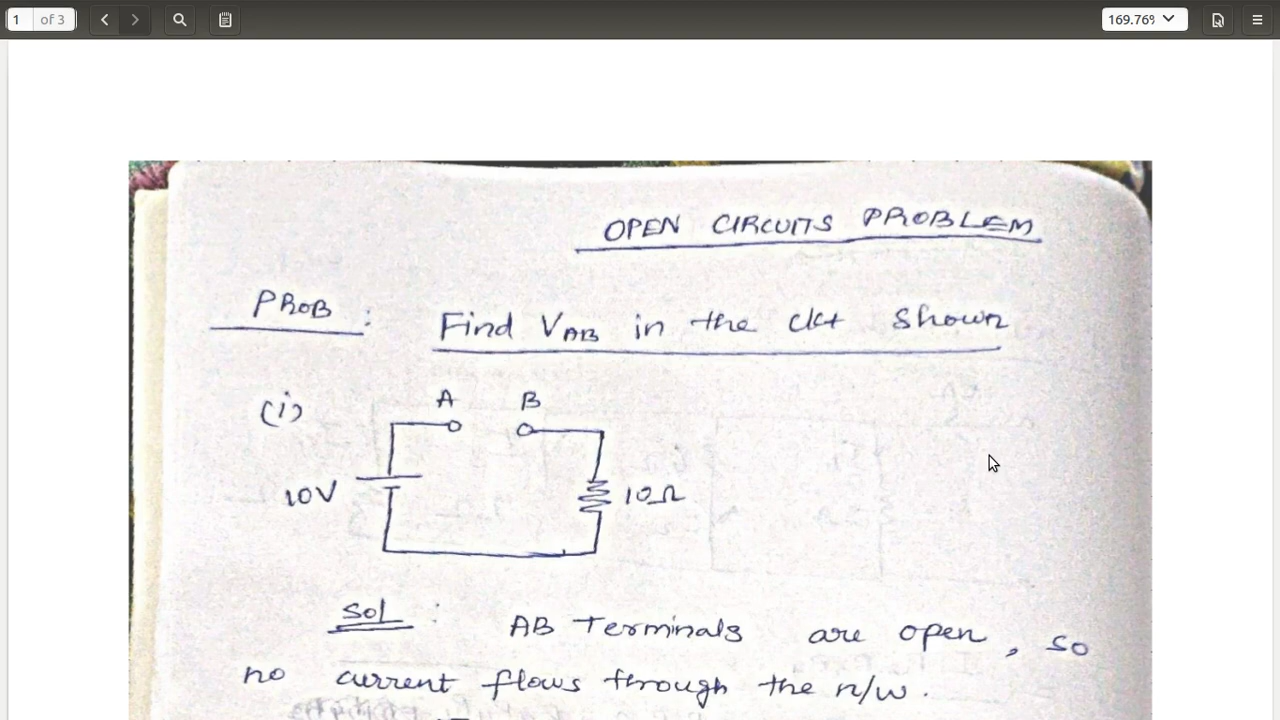 1 of 3
169.76%
OPEN CIRCUITS PROBLEM
PROB : Find VAB in the ckt shown
(i)
A B
10V 10Ω
Sol : AB Terminals are open, so
no current flows through the n/w.